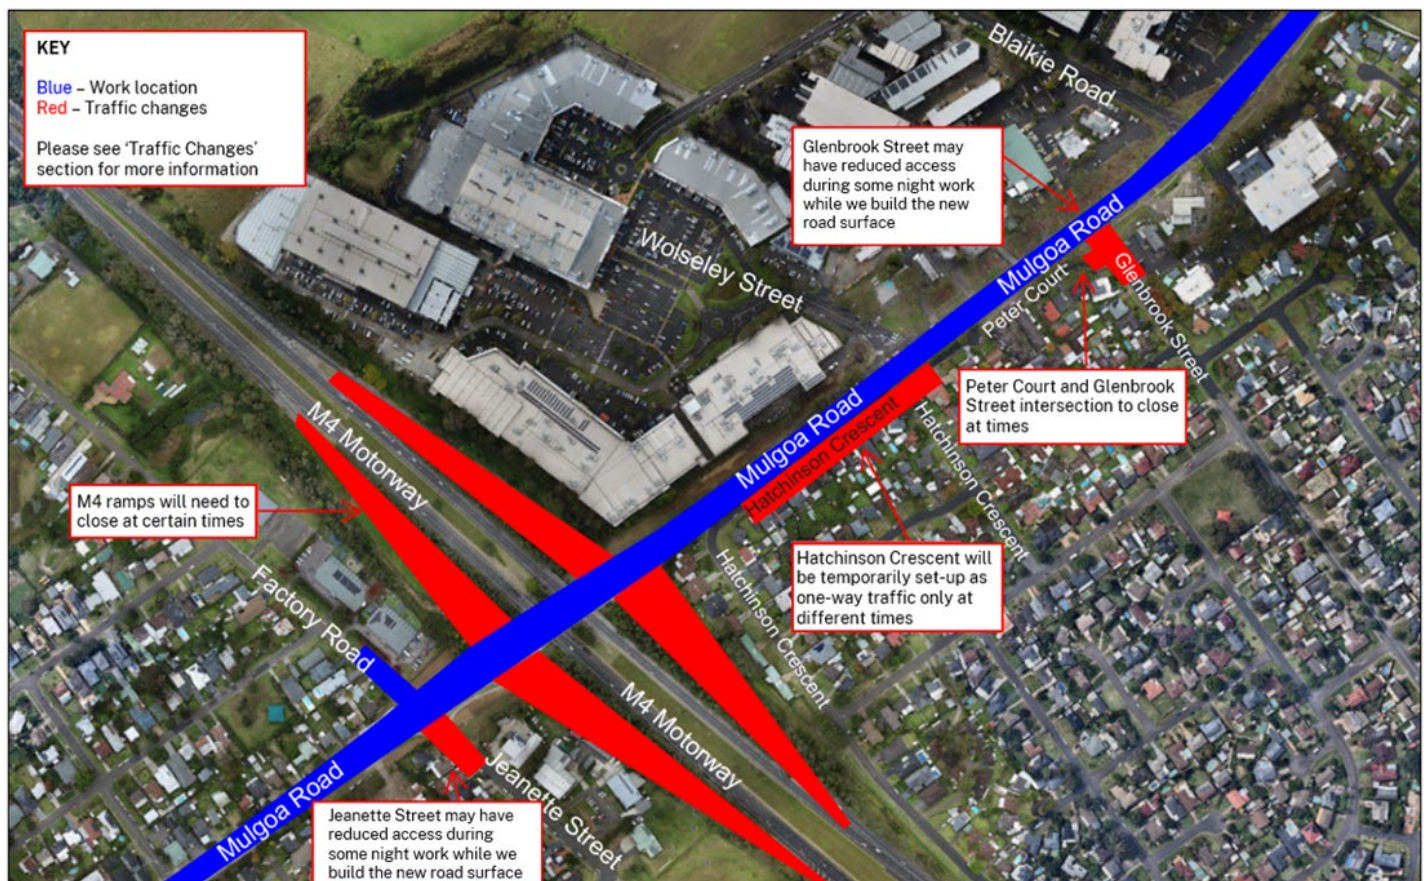 KEY
Blue – Work location
Red – Traffic changes
Please see ‘Traffic Changes’
section for more information
Blaikie Road
Glenbrook Street may
have reduced access
during some night work
while we build the new
road surface
Mulgoa Road
Glenbrook Street
Wolseley Street
Peter Court
Peter Court and Glenbrook
Street intersection to close
at times
Mulgoa Road
Hatchinson Crescent
Hatchinson Crescent
M4 Motorway
M4 ramps will need to
close at certain times
Hatchinson Crescent will
be temporarily set-up as
one-way traffic only at
different times
Hatchinson Crescent
Factory Road
M4 Motorway
Mulgoa Road
Jeanette Street
Jeanette Street may have
reduced access during
some night work while we
build the new road surface